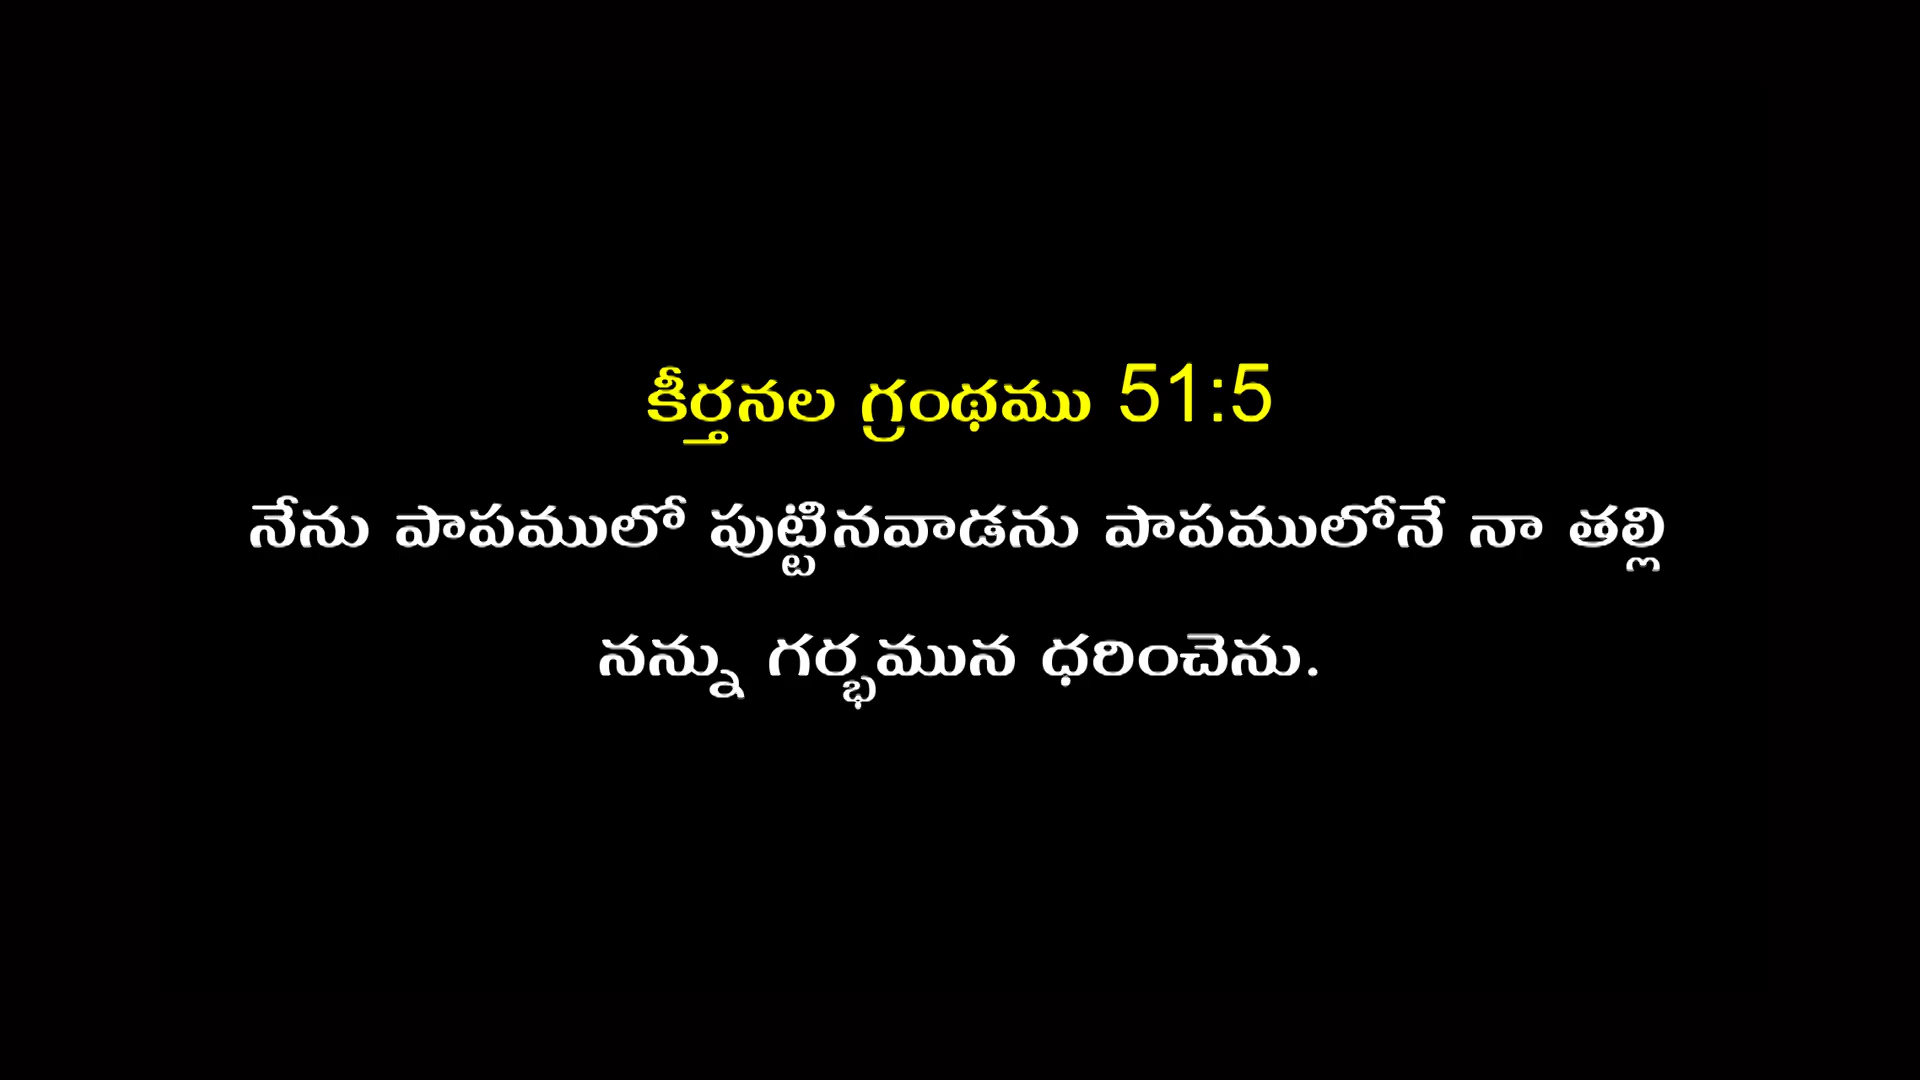 కీర్తనల గ్రంథము 51:5
నేను పాపములో పుట్టినవాడను పాపములోనే నా తల్లి
నన్ను గర్భమున ధరించెను.